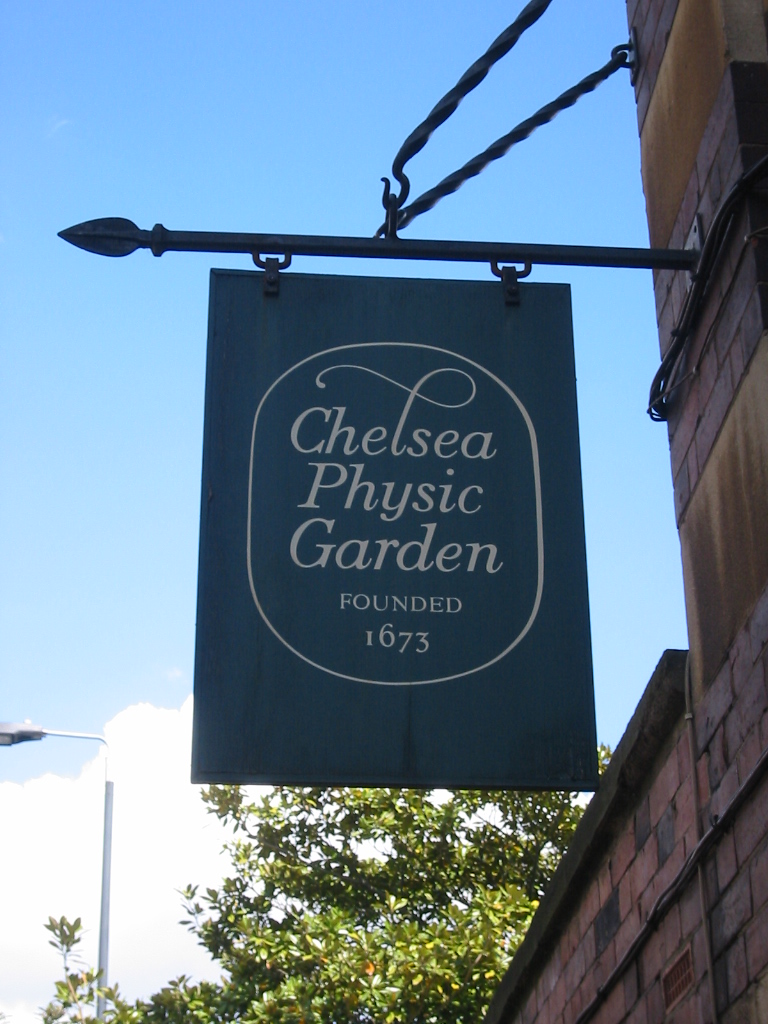 Chelsea
Physic
Garden
FOUNDED
1673